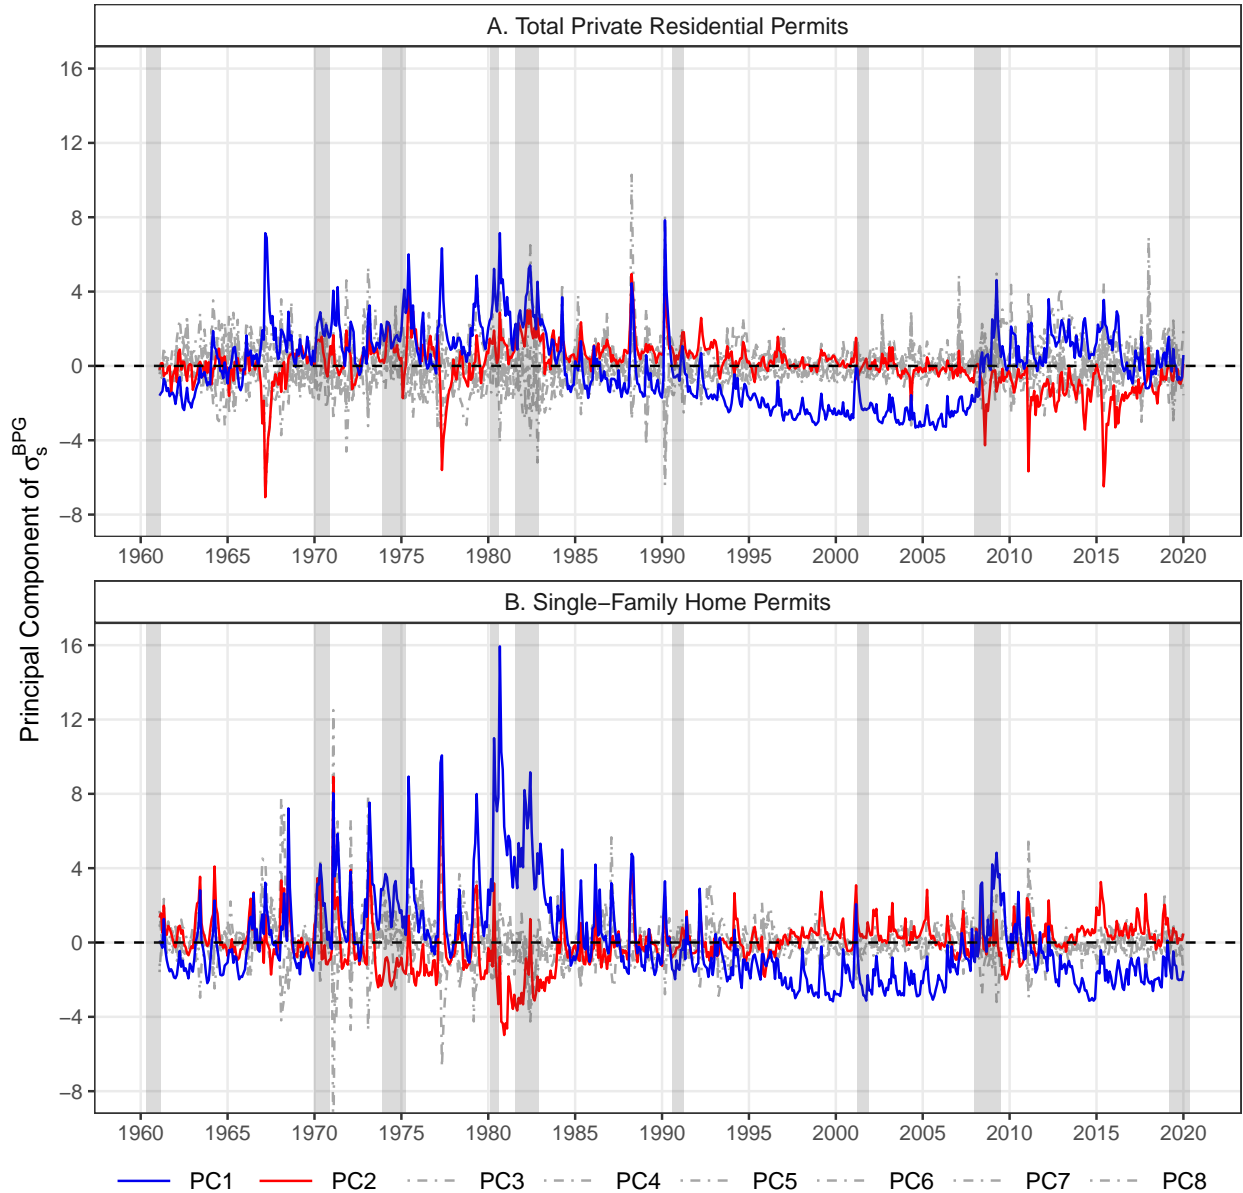 A. Total Private Residential Permits
16
12
8
4
0
−4
−8
1960 1965 1970 1975 1980 1985 1990 1995 2000 2005 2010 2015 2020
Principal Component of σ_s^BPG
B. Single−Family Home Permits
16
12
8
4
0
−4
−8
1960 1965 1970 1975 1980 1985 1990 1995 2000 2005 2010 2015 2020
PC1 PC2 PC3 PC4 PC5 PC6 PC7 PC8